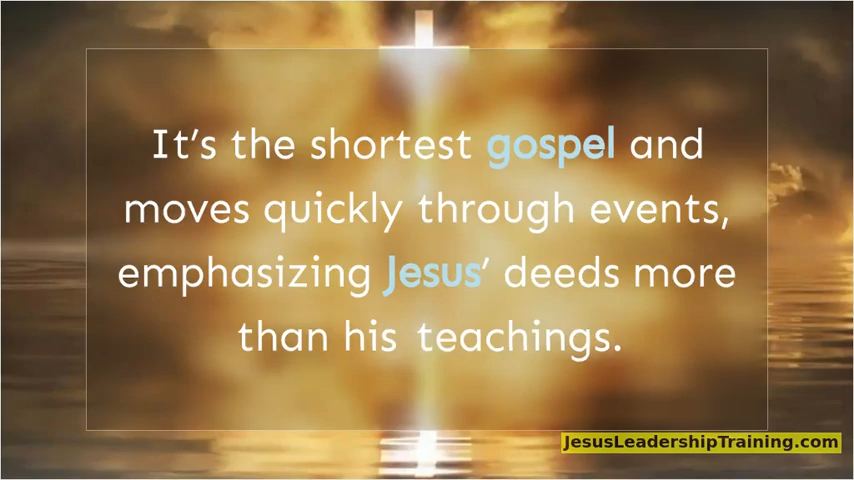 It’s the shortest gospel and
moves quickly through events,
emphasizing Jesus’ deeds more
than his teachings.
JesusLeadershipTraining.com